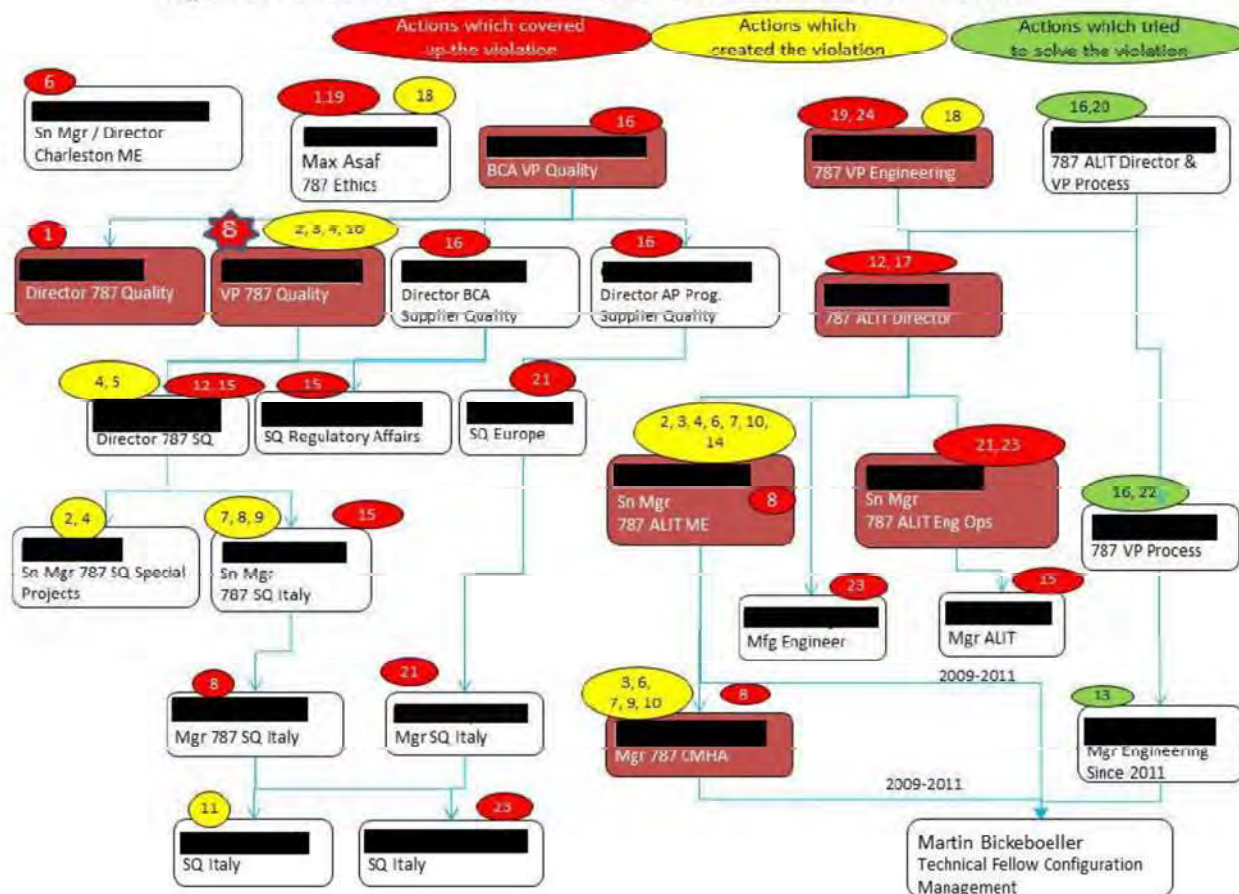 Actions which covered
up the violation
Actions which
created the violation
Actions which tried
to solve the violation
6
Sn Mgr / Director
Charleston ME
1,19
18
Max Asaf
787 Ethics
16
BCA VP Quality
19, 24
18
787 VP Engineering
16,20
787 ALIT Director &
VP Process
1
Director 787 Quality
8
2, 3, 4, 10
VP 787 Quality
16
Director BCA
Supplier Quality
16
Director AP Prog.
Supplier Quality
12, 17
787 ALIT Director
4, 5
12, 15
Director 787 SQ
15
SQ Regulatory Affairs
21
SQ Europe
2, 3, 4, 6, 7, 10,
14
Sn Mgr
787 ALIT ME
8
21, 23
Sn Mgr
787 ALIT Eng Ops
16, 22
787 VP Process
2, 4
Sn Mgr 787 SQ Special
Projects
7, 8, 9
15
Sn Mgr
787 SQ Italy
23
Mfg Engineer
15
Mgr ALIT
2009-2011
8
Mgr 787 SQ Italy
21
Mgr SQ Italy
3, 6,
7, 9, 10
8
Mgr 787 CMHA
13
Mgr Engineering
Since 2011
2009-2011
11
SQ Italy
23
SQ Italy
Martin Bickeboeller
Technical Fellow Configuration
Management